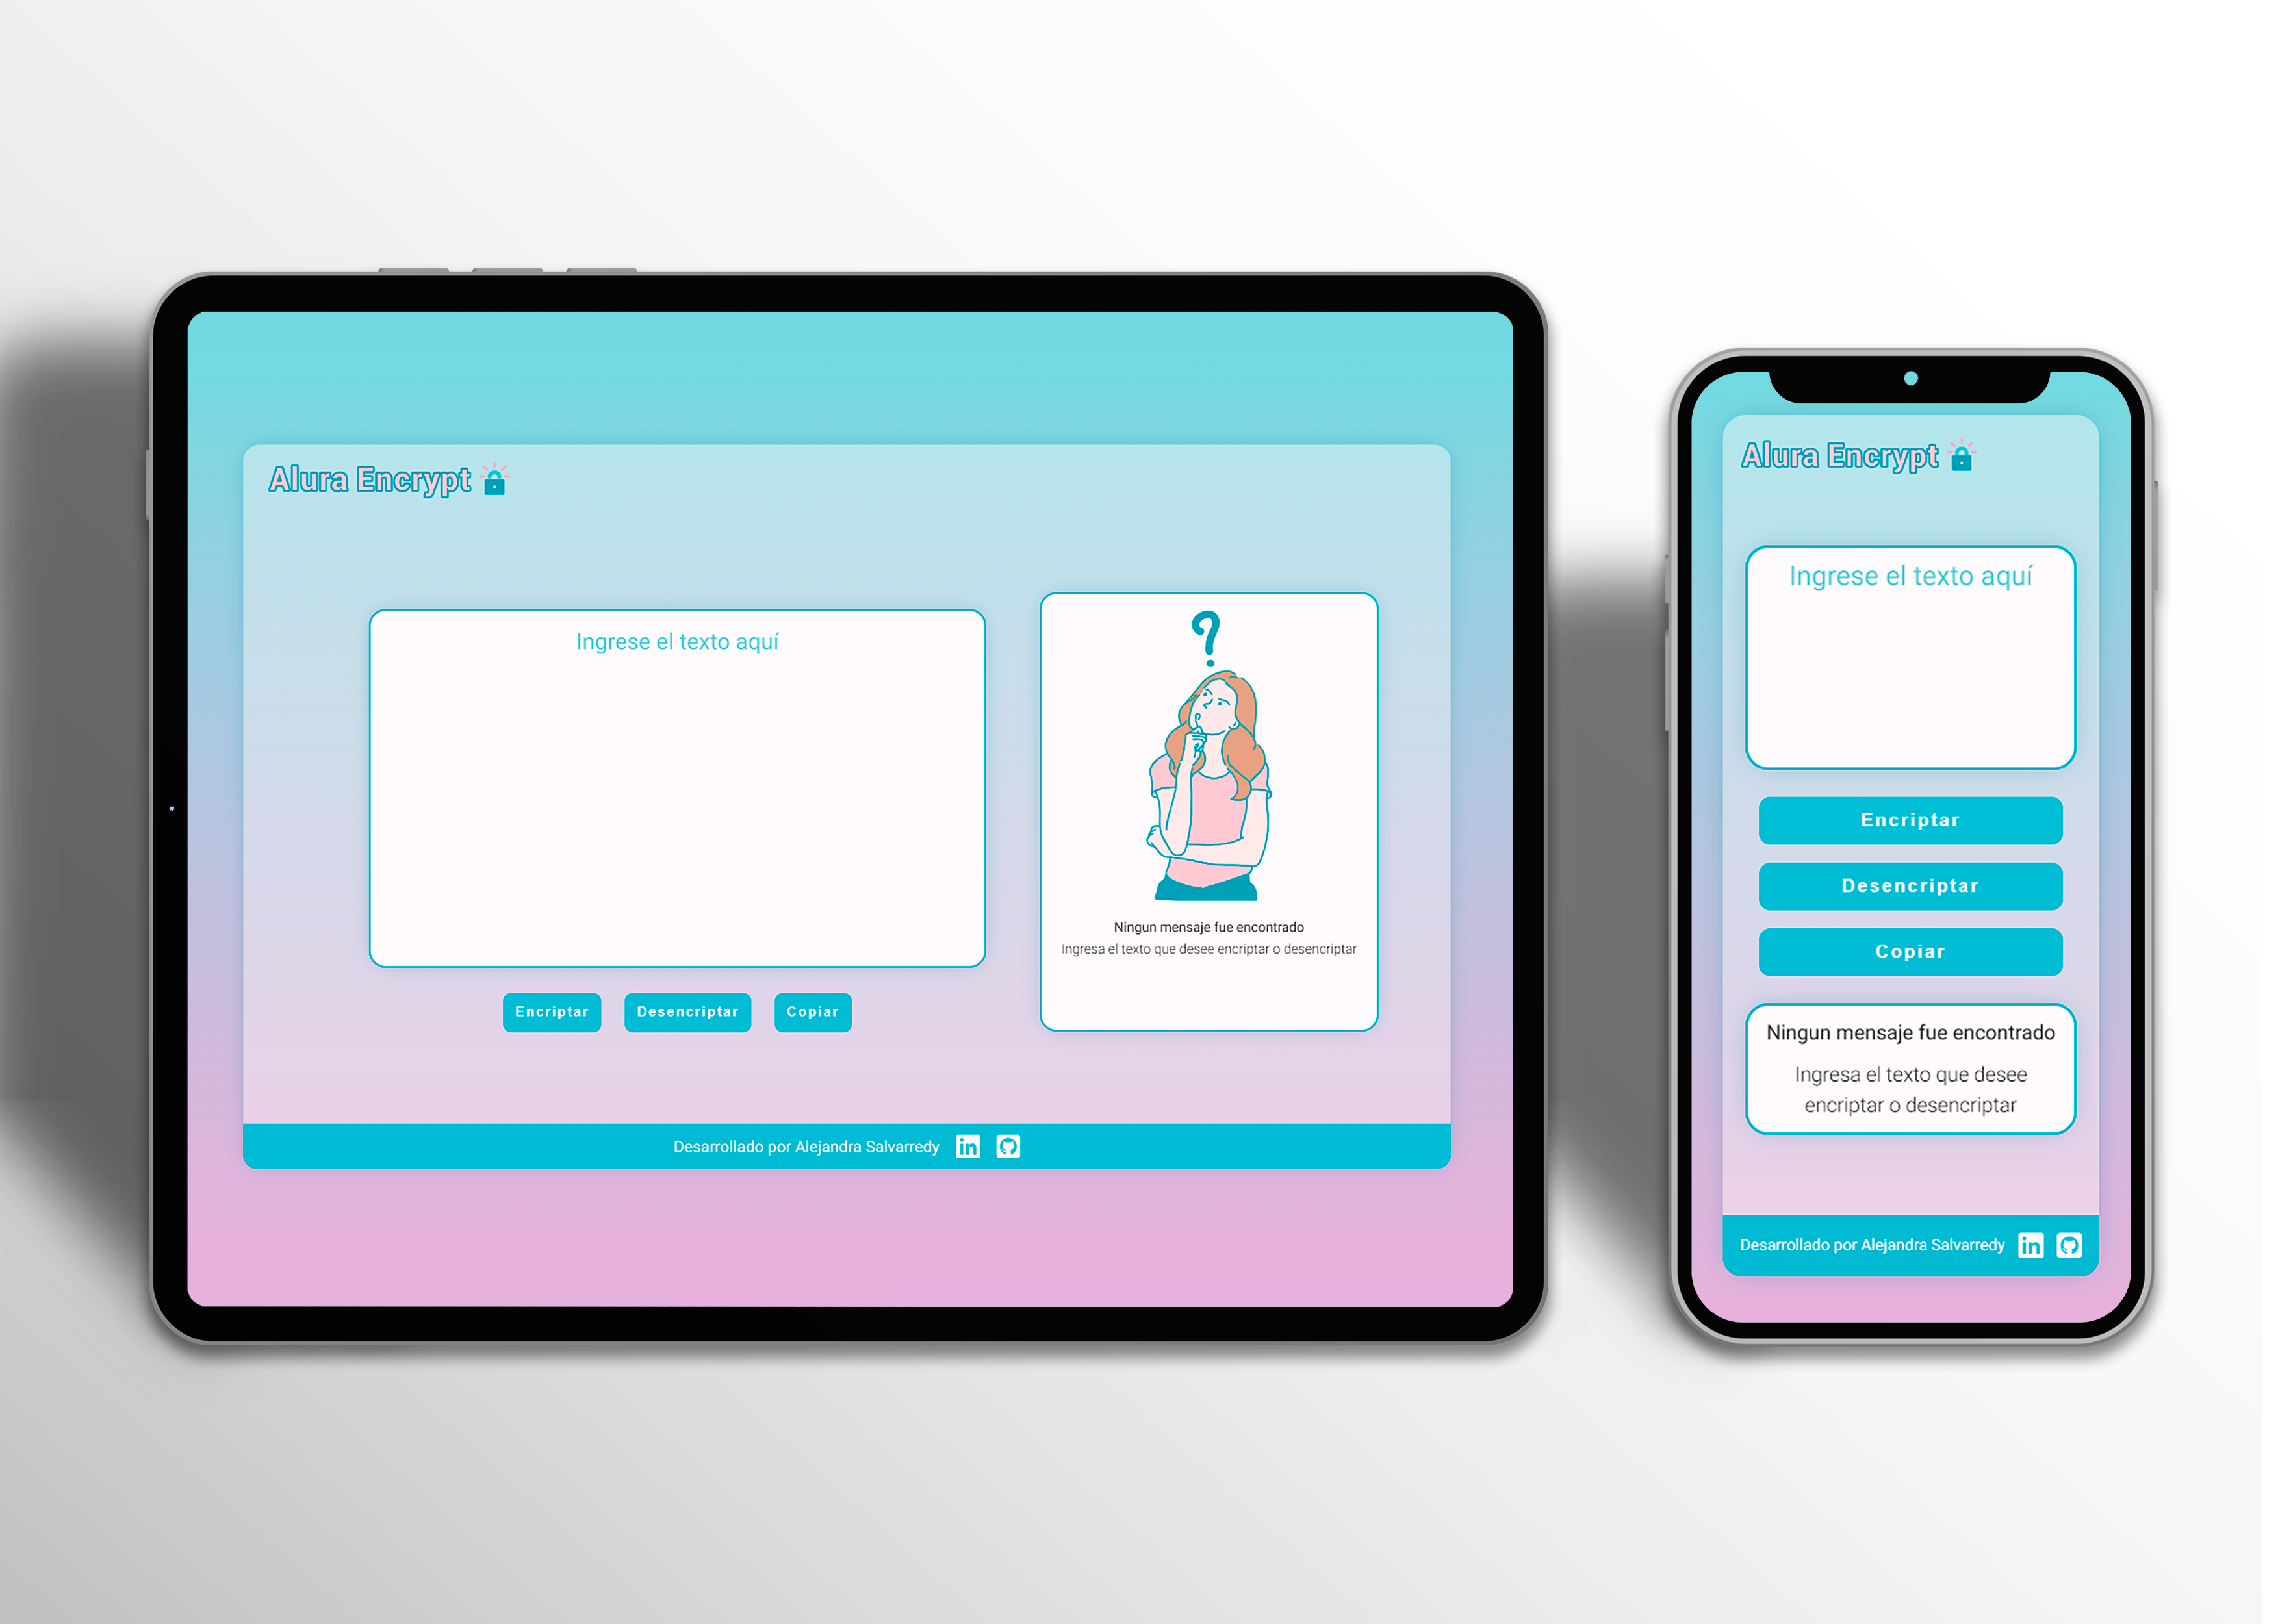 Alura Encrypt
Ingrese el texto aquí
?
Ningun mensaje fue encontrado
Ingresa el texto que desee encriptar o desencriptar
Encriptar
Desencriptar
Copiar
Desarrollado por Alejandra Salvarredy
in
Alura Encrypt
Ingrese el texto aquí
Encriptar
Desencriptar
Copiar
Ningun mensaje fue encontrado
Ingresa el texto que desee
encriptar o desencriptar
Desarrollado por Alejandra Salvarredy
in